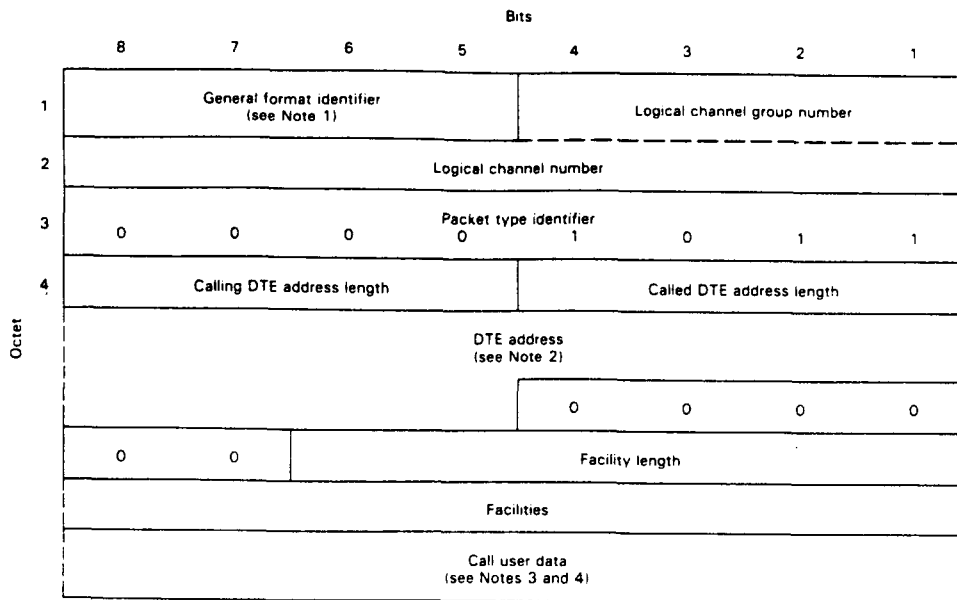 Bits
8 7 6 5 4 3 2 1
1
General format identifier
(see Note 1)
Logical channel group number
2
Logical channel number
3
Packet type identifier
0 0 0 0 1 0 1 1
4
Calling DTE address length
Called DTE address length
Octet
DTE address
(see Note 2)
0 0 0 0
0 0
Facility length
Facilities
Call user data
(see Notes 3 and 4)